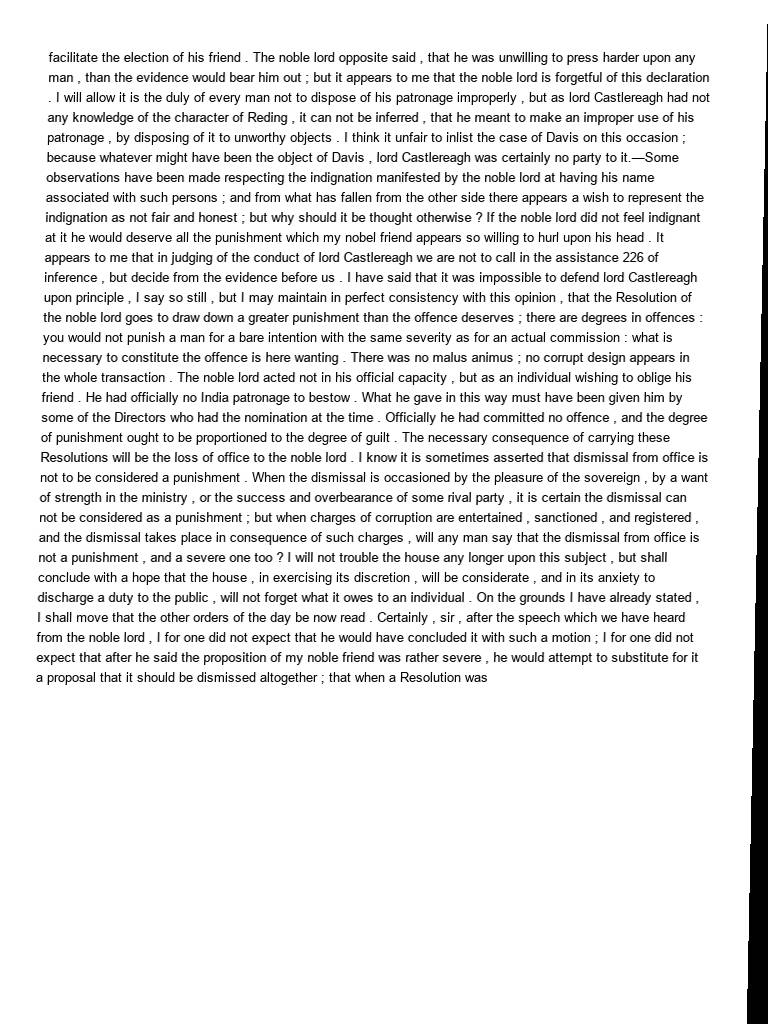 facilitate the election of his friend . The noble lord opposite said , that he was unwilling to press harder upon any
man , than the evidence would bear him out ; but it appears to me that the noble lord is forgetful of this declaration
. I will allow it is the duly of every man not to dispose of his patronage improperly , but as lord Castlereagh had not
any knowledge of the character of Reding , it can not be inferred , that he meant to make an improper use of his
patronage , by disposing of it to unworthy objects . I think it unfair to inlist the case of Davis on this occasion ;
because whatever might have been the object of Davis , lord Castlereagh was certainly no party to it.—Some
observations have been made respecting the indignation manifested by the noble lord at having his name
associated with such persons ; and from what has fallen from the other side there appears a wish to represent the
indignation as not fair and honest ; but why should it be thought otherwise ? If the noble lord did not feel indignant
at it he would deserve all the punishment which my nobel friend appears so willing to hurl upon his head . It
appears to me that in judging of the conduct of lord Castlereagh we are not to call in the assistance 226 of
inference , but decide from the evidence before us . I have said that it was impossible to defend lord Castlereagh
upon principle , I say so still , but I may maintain in perfect consistency with this opinion , that the Resolution of
the noble lord goes to draw down a greater punishment than the offence deserves ; there are degrees in offences :
you would not punish a man for a bare intention with the same severity as for an actual commission : what is
necessary to constitute the offence is here wanting . There was no malus animus ; no corrupt design appears in
the whole transaction . The noble lord acted not in his official capacity , but as an individual wishing to oblige his
friend . He had officially no India patronage to bestow . What he gave in this way must have been given him by
some of the Directors who had the nomination at the time . Officially he had committed no offence , and the degree
of punishment ought to be proportioned to the degree of guilt . The necessary consequence of carrying these
Resolutions will be the loss of office to the noble lord . I know it is sometimes asserted that dismissal from office is
not to be considered a punishment . When the dismissal is occasioned by the pleasure of the sovereign , by a want
of strength in the ministry , or the success and overbearance of some rival party , it is certain the dismissal can
not be considered as a punishment ; but when charges of corruption are entertained , sanctioned , and registered ,
and the dismissal takes place in consequence of such charges , will any man say that the dismissal from office is
not a punishment , and a severe one too ? I will not trouble the house any longer upon this subject , but shall
conclude with a hope that the house , in exercising its discretion , will be considerate , and in its anxiety to
discharge a duty to the public , will not forget what it owes to an individual . On the grounds I have already stated ,
I shall move that the other orders of the day be now read . Certainly , sir , after the speech which we have heard
from the noble lord , I for one did not expect that he would have concluded it with such a motion ; I for one did not
expect that after he said the proposition of my noble friend was rather severe , he would attempt to substitute for it
a proposal that it should be dismissed altogether ; that when a Resolution was